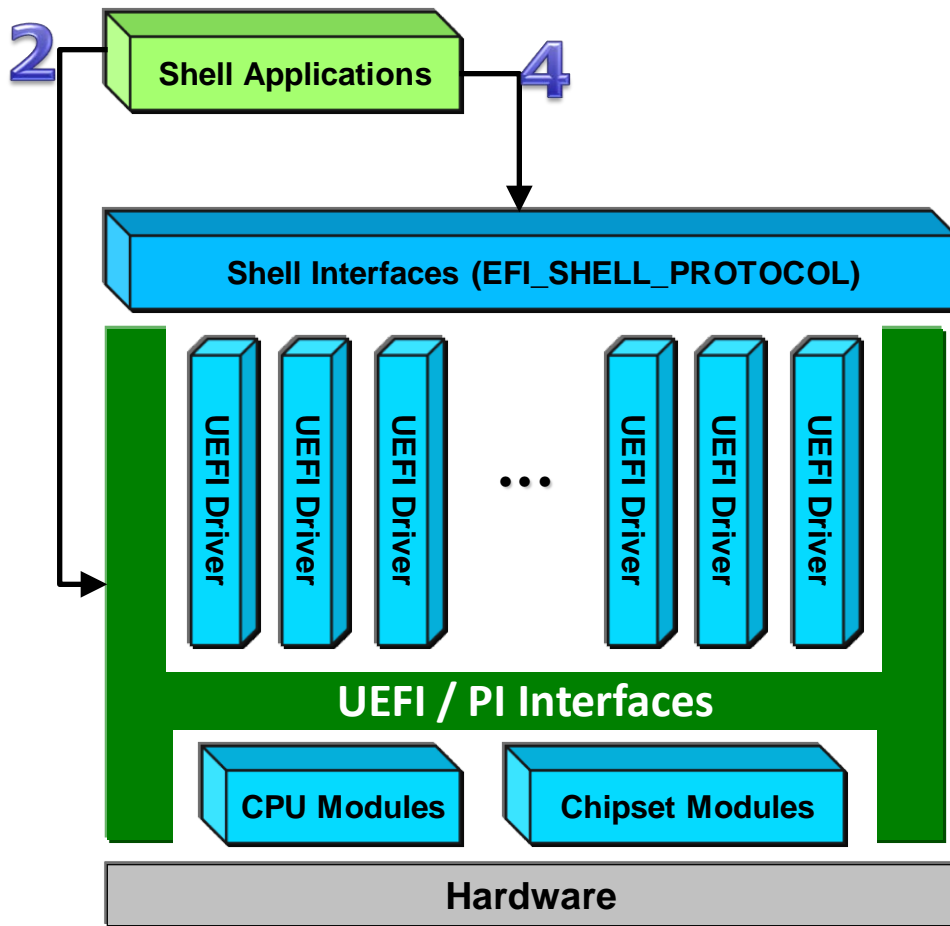 2
Shell Applications
4
Shell Interfaces (EFI_SHELL_PROTOCOL)
UEFI Driver
UEFI Driver
UEFI Driver
...
UEFI Driver
UEFI Driver
UEFI Driver
UEFI / PI Interfaces
CPU Modules
Chipset Modules
Hardware